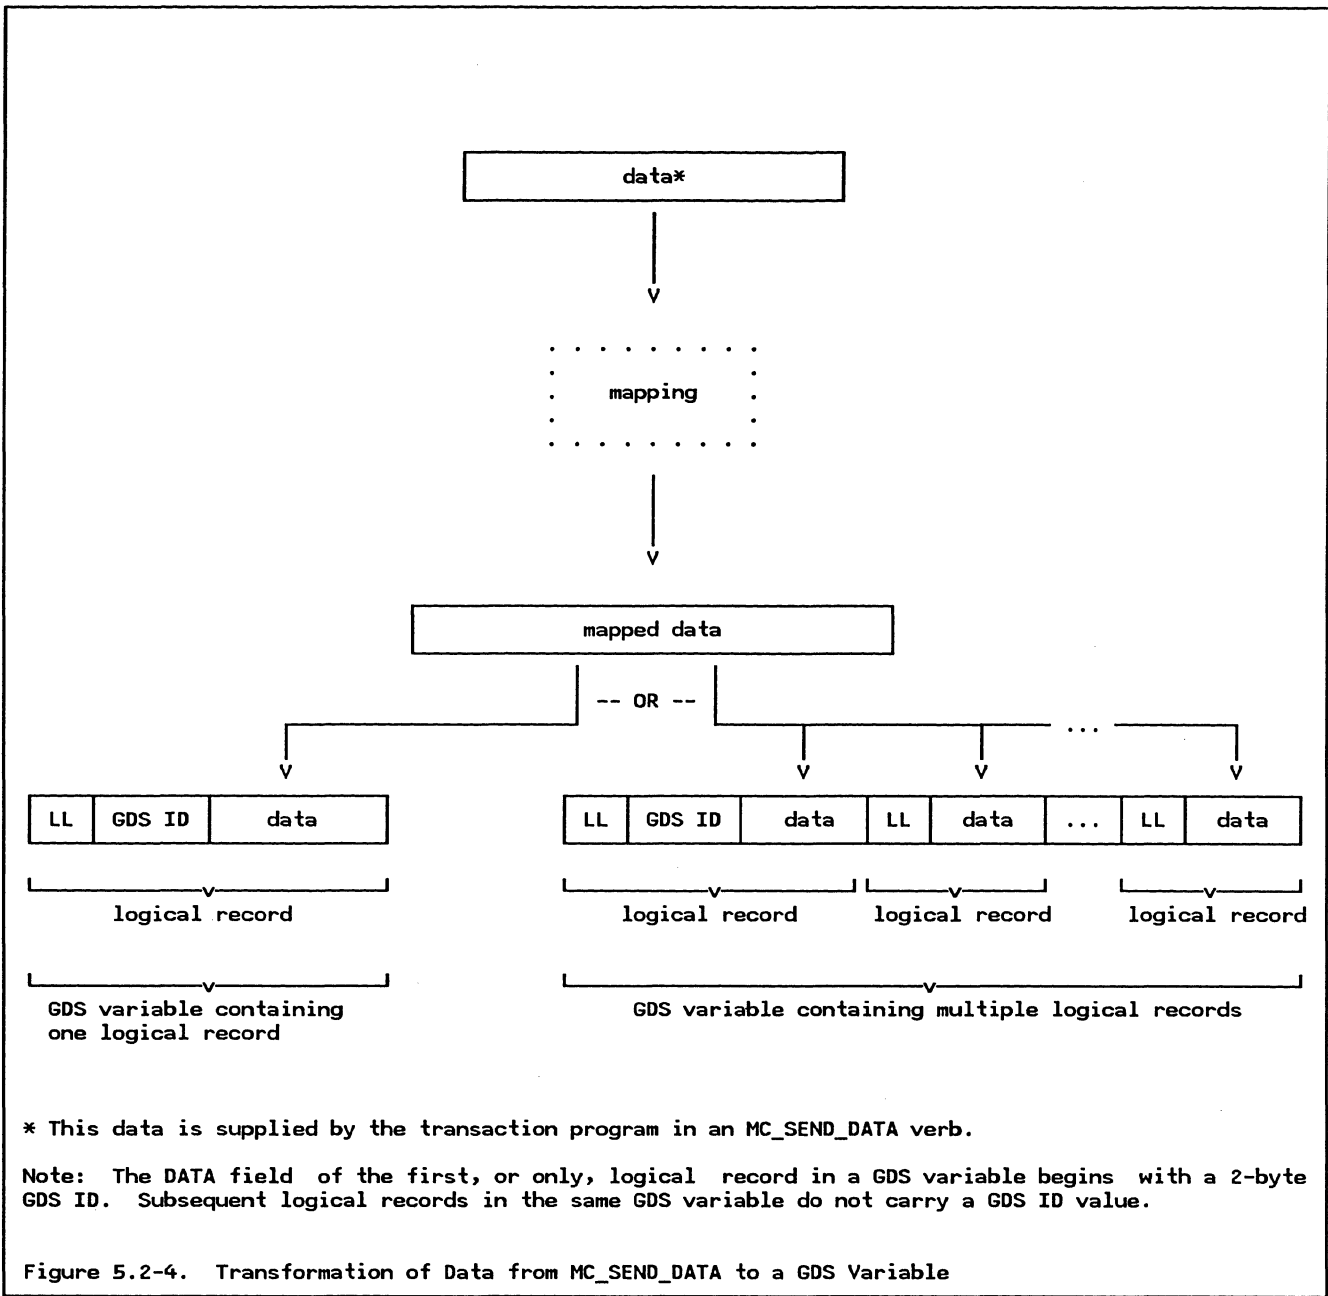 data*
mapping
mapped data
-- OR --
...
LL GDS ID data
LL GDS ID data LL data ... LL data
logical record
logical record logical record logical record
GDS variable containing
one logical record
GDS variable containing multiple logical records
* This data is supplied by the transaction program in an MC_SEND_DATA verb.
Note: The DATA field of the first, or only, logical record in a GDS variable begins with a 2-byte
GDS ID. Subsequent logical records in the same GDS variable do not carry a GDS ID value.
Figure 5.2-4. Transformation of Data from MC_SEND_DATA to a GDS Variable